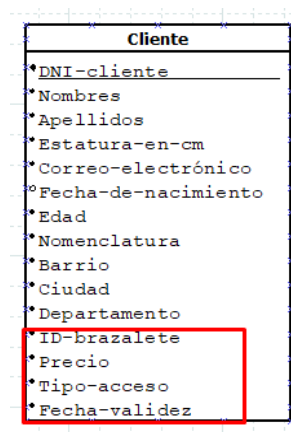 Cliente
DNI-cliente
Nombres
Apellidos
Estatura-en-cm
Correo-electrónico
Fecha-de-nacimiento
Edad
Nomenclatura
Barrio
Ciudad
Departamento
ID-brazalete
Precio
Tipo-acceso
Fecha-validez